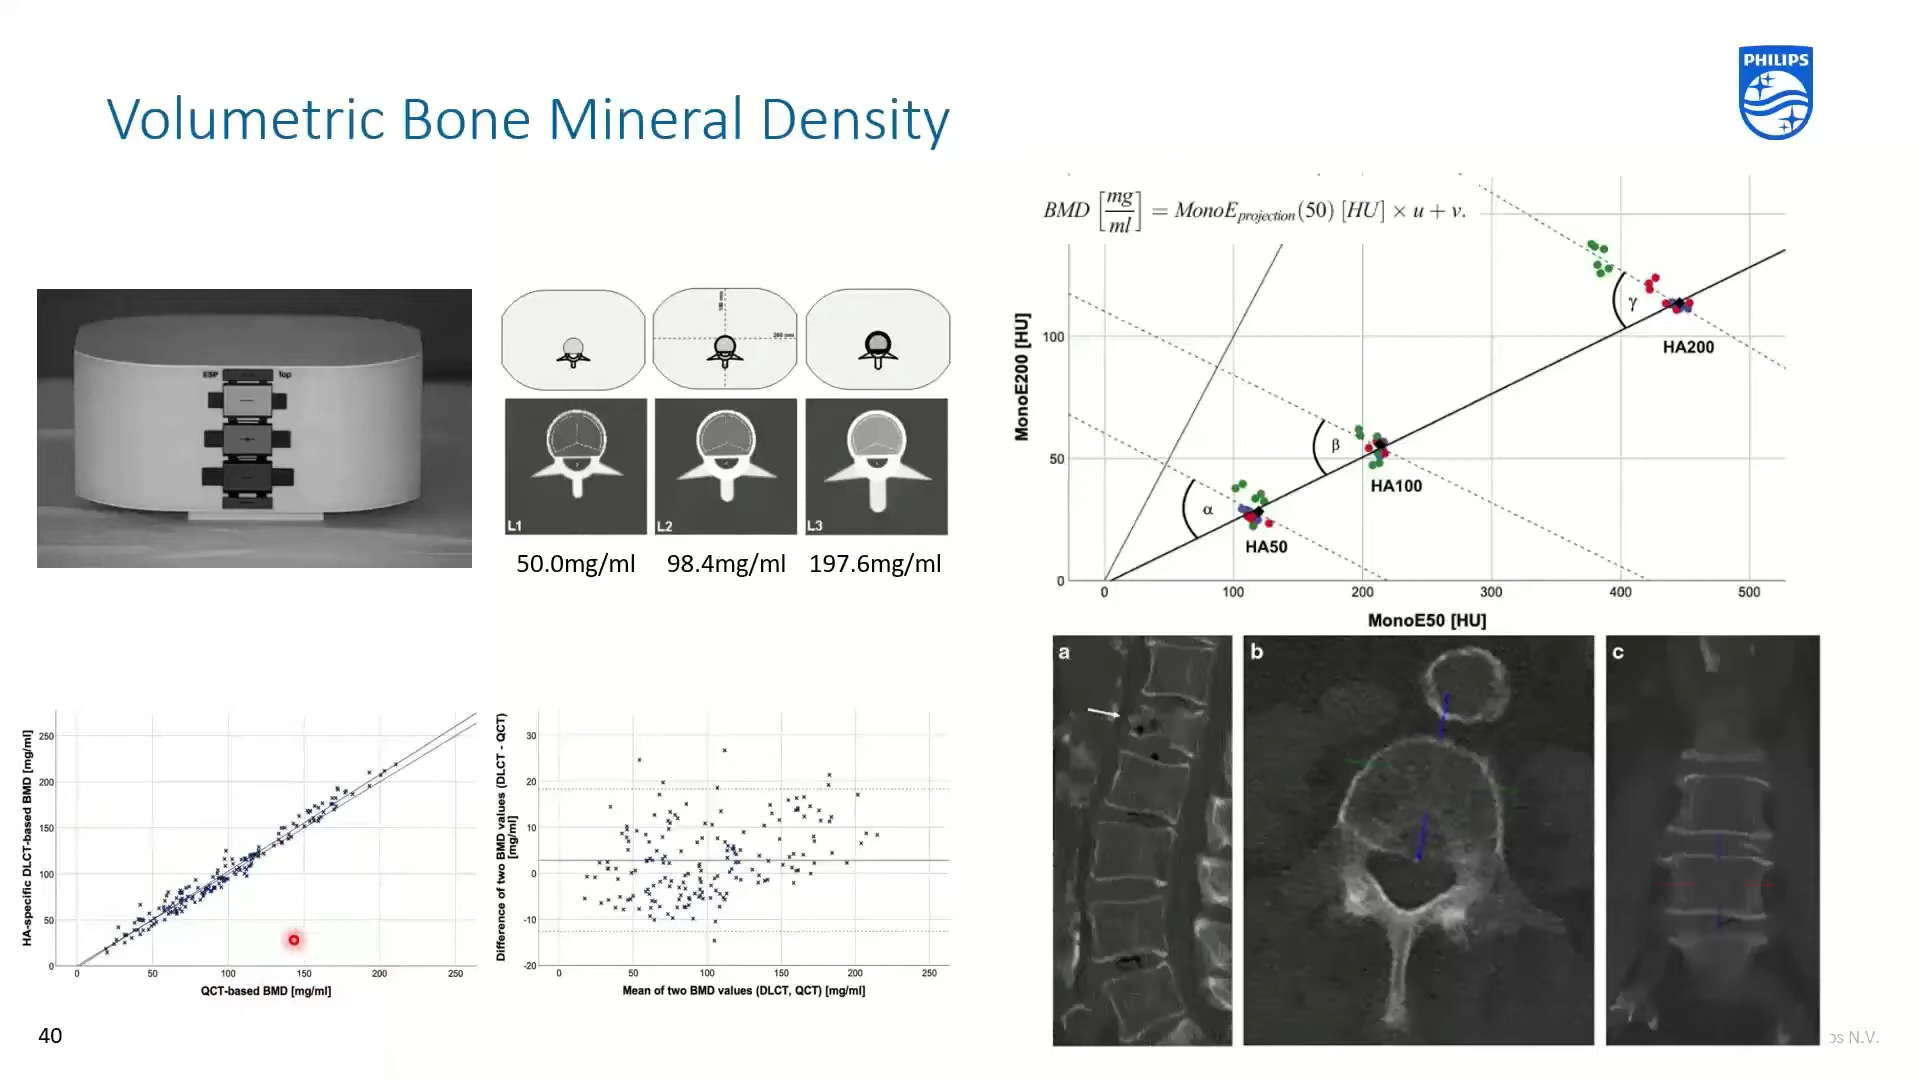 PHILIPS
Volumetric Bone Mineral Density
BMD [mg/ml] = MonoEprojection(50) [HU] × u + v.
ESP Top
L1 L2 L3
50.0mg/ml 98.4mg/ml 197.6mg/ml
MonoE200 [HU]
100
50
0
γ
HA200
β
HA100
α
HA50
0 100 200 300 400 500
MonoE50 [HU]
HA-specific DLCT-based BMD [mg/ml]
250
200
150
100
50
0
0 50 100 150 200 250
QCT-based BMD [mg/ml]
Difference of two BMD values (DLCT - QCT)
[mg/ml]
30
20
10
0
-10
-20
0 50 100 150 200 250
Mean of two BMD values (DLCT, QCT) [mg/ml]
a b c
40
N.V.